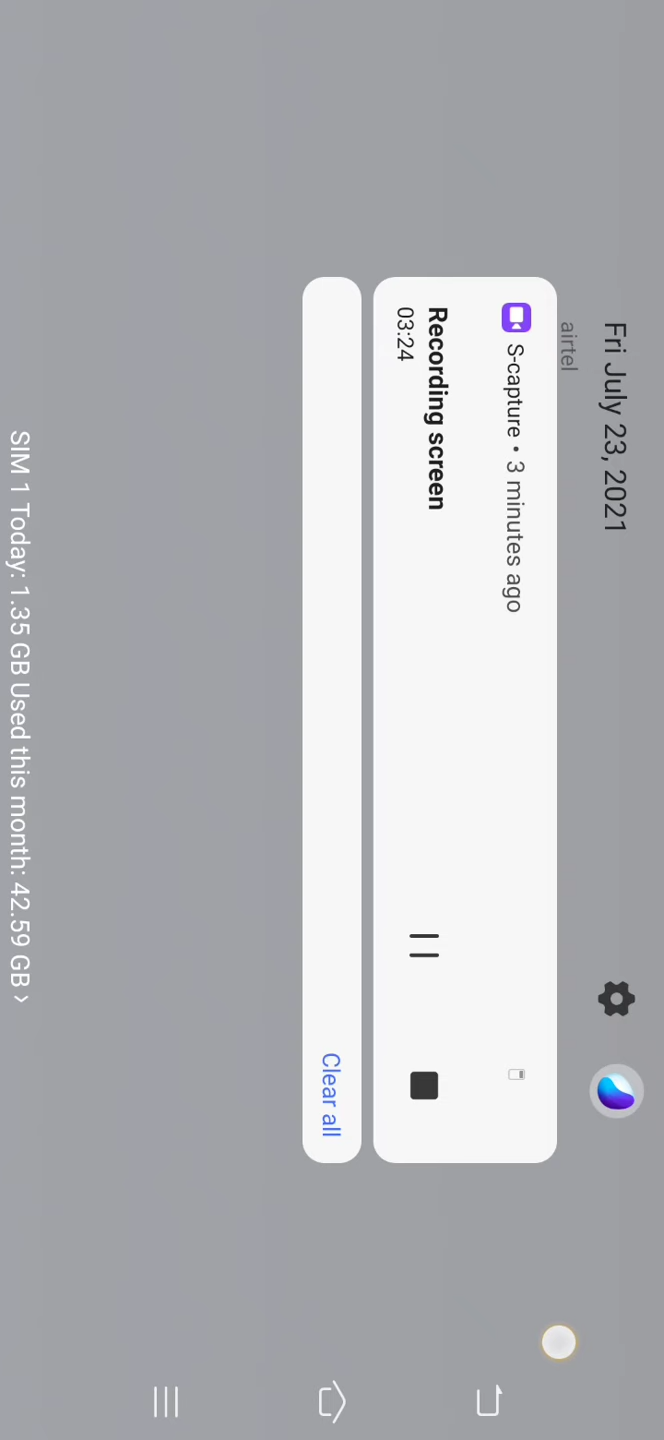 Fri July 23, 2021
airtel
S-capture • 3 minutes ago
Recording screen
03:24
Clear all
SIM 1 Today: 1.35 GB Used this month: 42.59 GB >